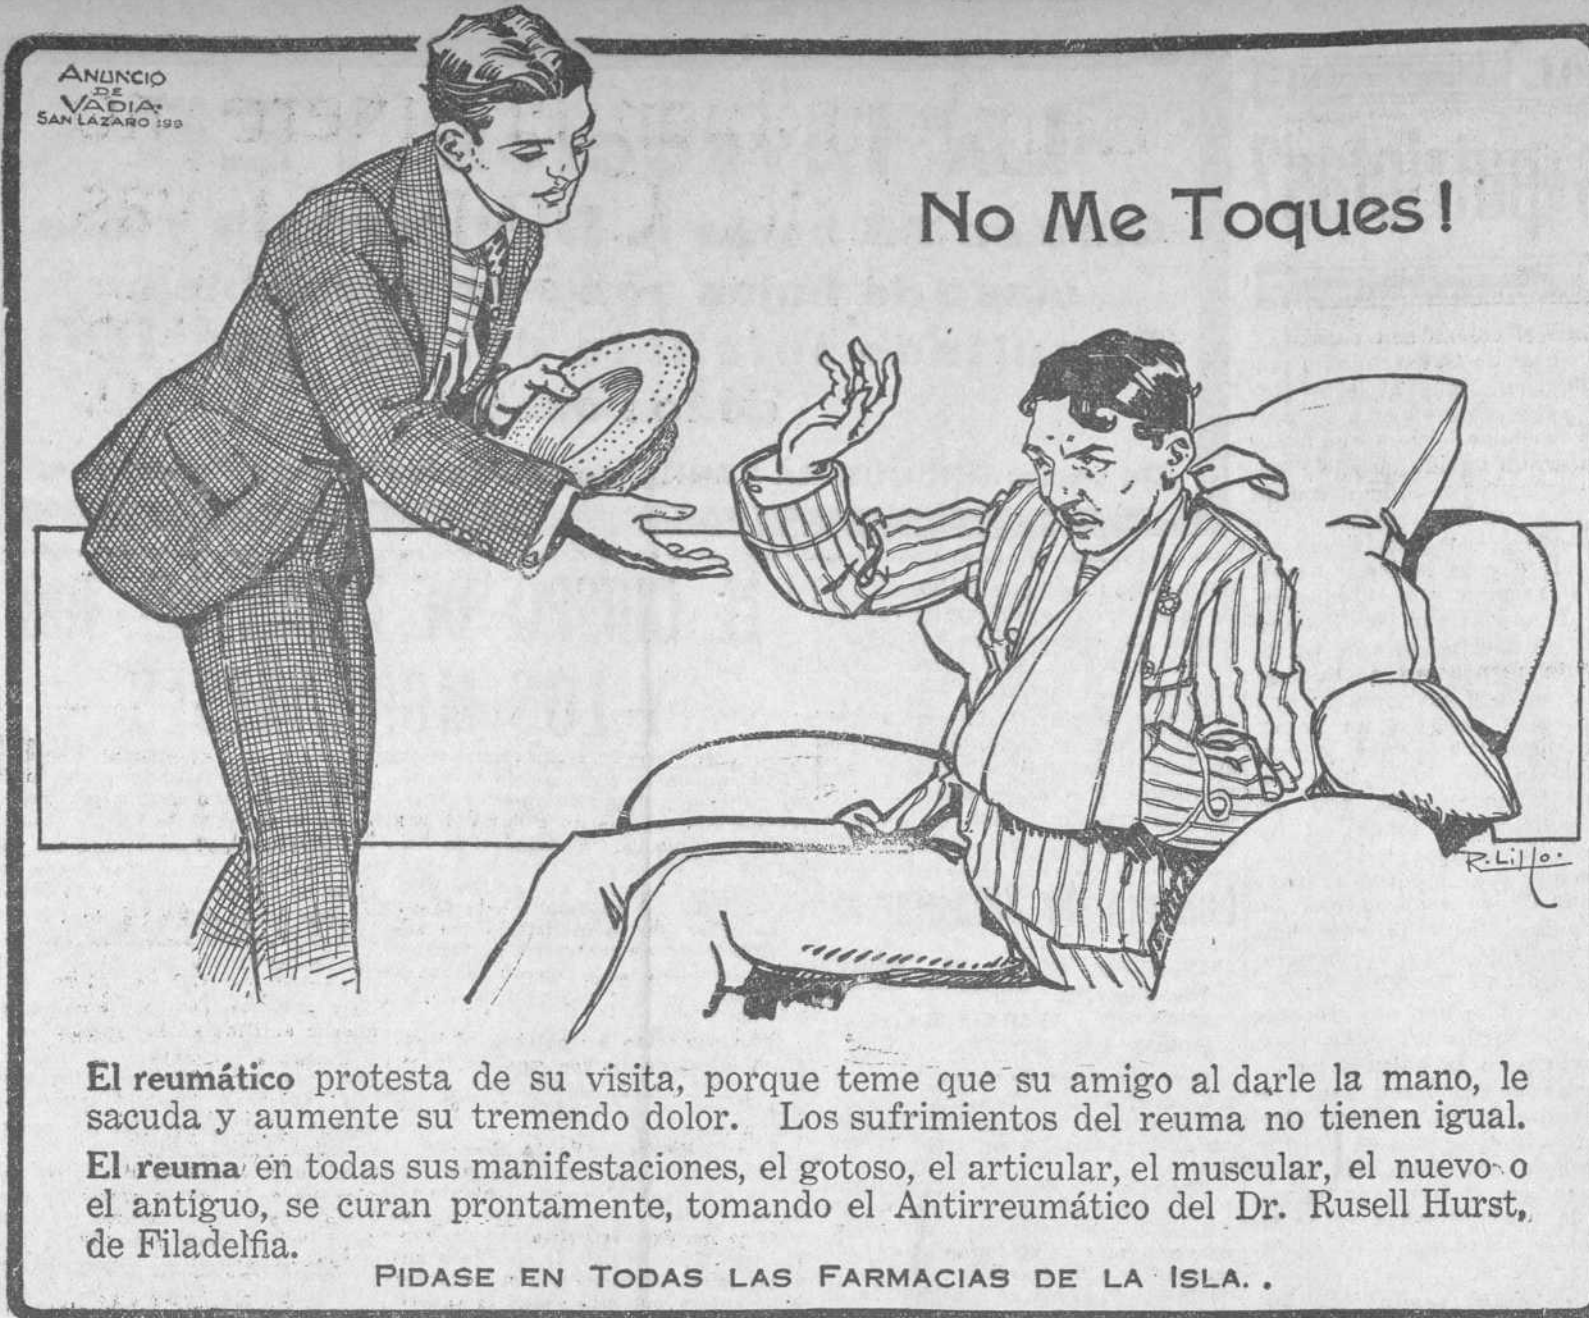 ANUNCIO
DE
VADIA.
SAN LAZARO 199
No Me Toques!
R. Lillo.
El reumático protesta de su visita, porque teme que su amigo al darle la mano, le
sacuda y aumente su tremendo dolor. Los sufrimientos del reuma no tienen igual.
El reuma en todas sus manifestaciones, el gotoso, el articular, el muscular, el nuevo o
el antiguo, se curan prontamente, tomando el Antirreumático del Dr. Rusell Hurst,
de Filadelfia.
PIDASE EN TODAS LAS FARMACIAS DE LA ISLA. .